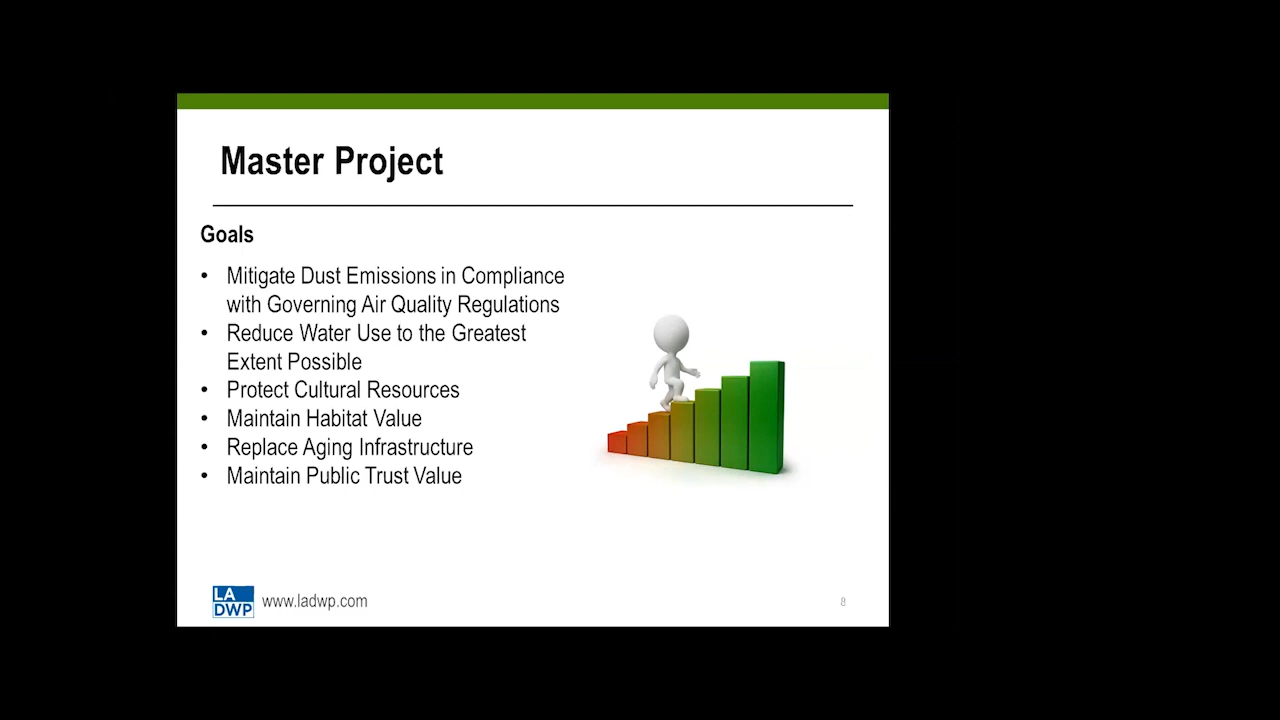 Master Project
Goals
• Mitigate Dust Emissions in Compliance
with Governing Air Quality Regulations
• Reduce Water Use to the Greatest
Extent Possible
• Protect Cultural Resources
• Maintain Habitat Value
• Replace Aging Infrastructure
• Maintain Public Trust Value
LA
DWP
www.ladwp.com
8